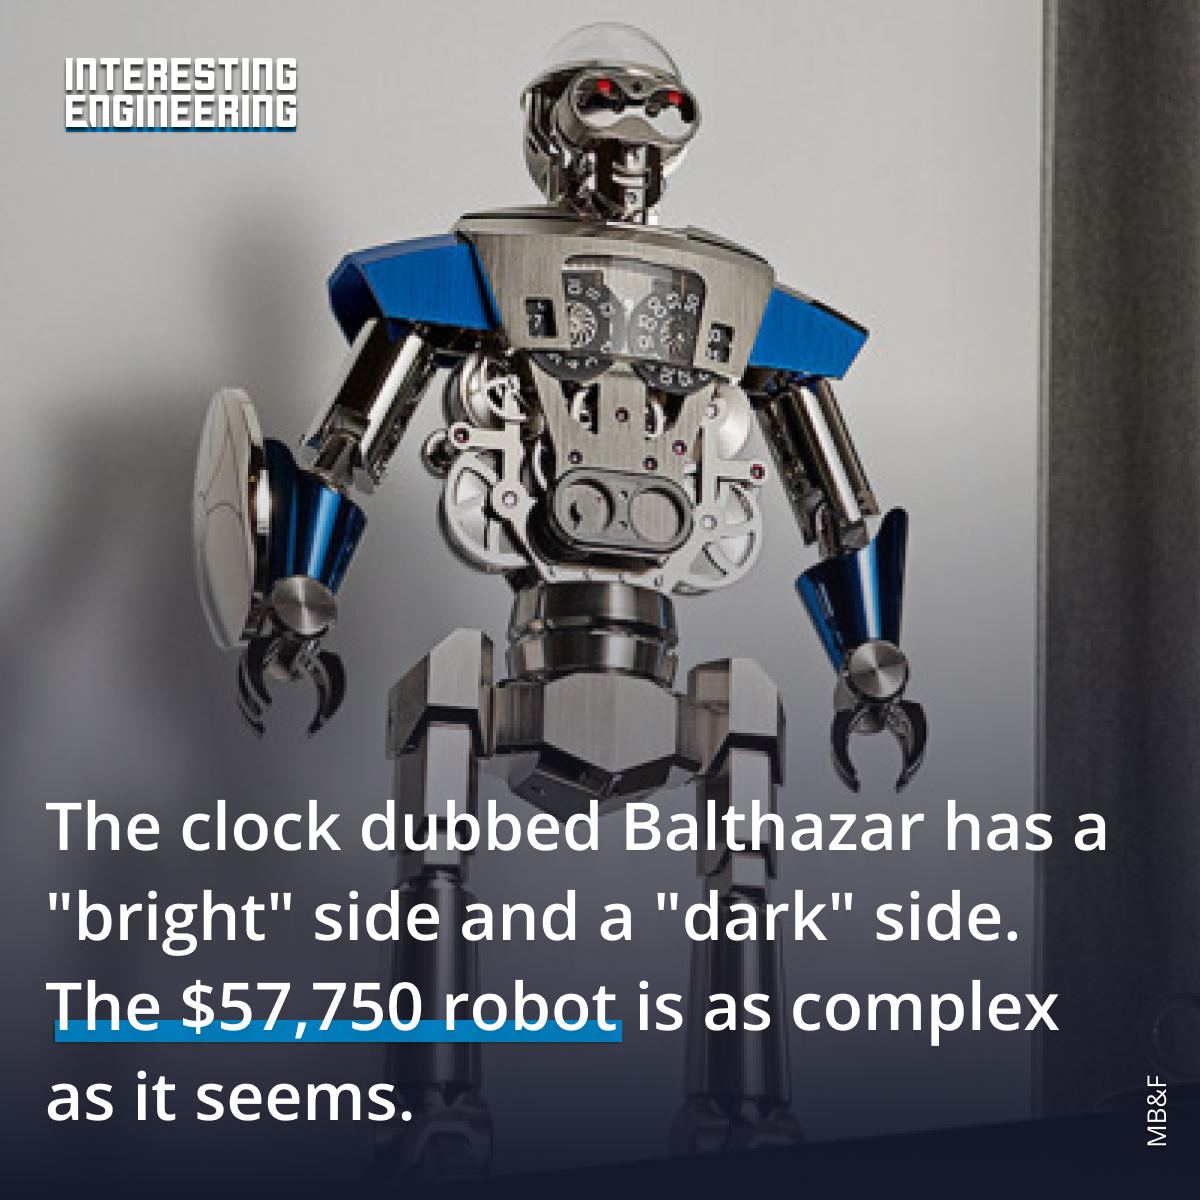 INTERESTING
ENGINEERING
The clock dubbed Balthazar has a
"bright" side and a "dark" side.
The $57,750 robot is as complex
as it seems.
MB&F